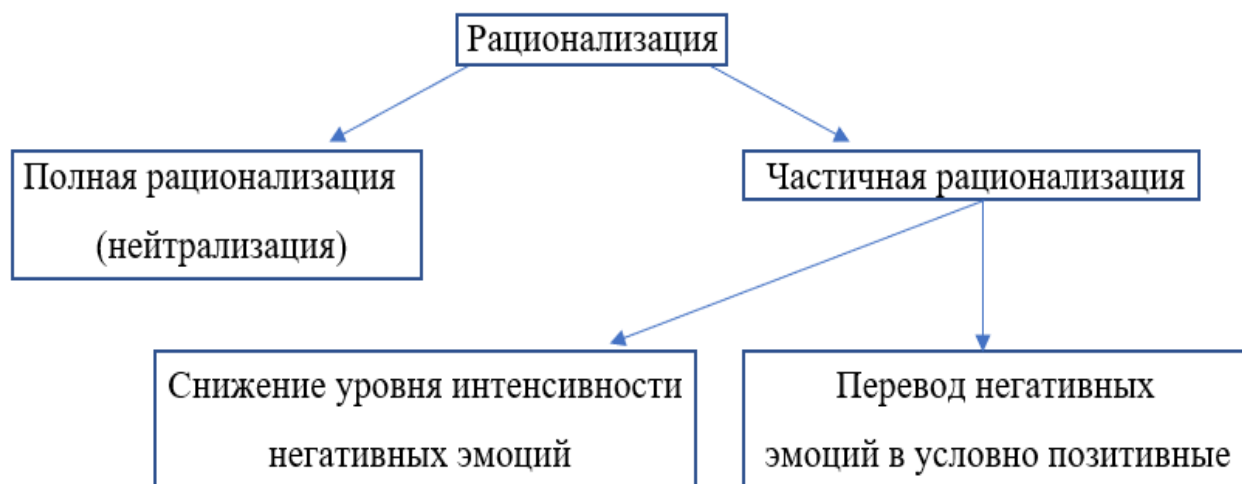 Рационализация
Полная рационализация
(нейтрализация)
Частичная рационализация
Снижение уровня интенсивности
негативных эмоций
Перевод негативных
эмоций в условно позитивные